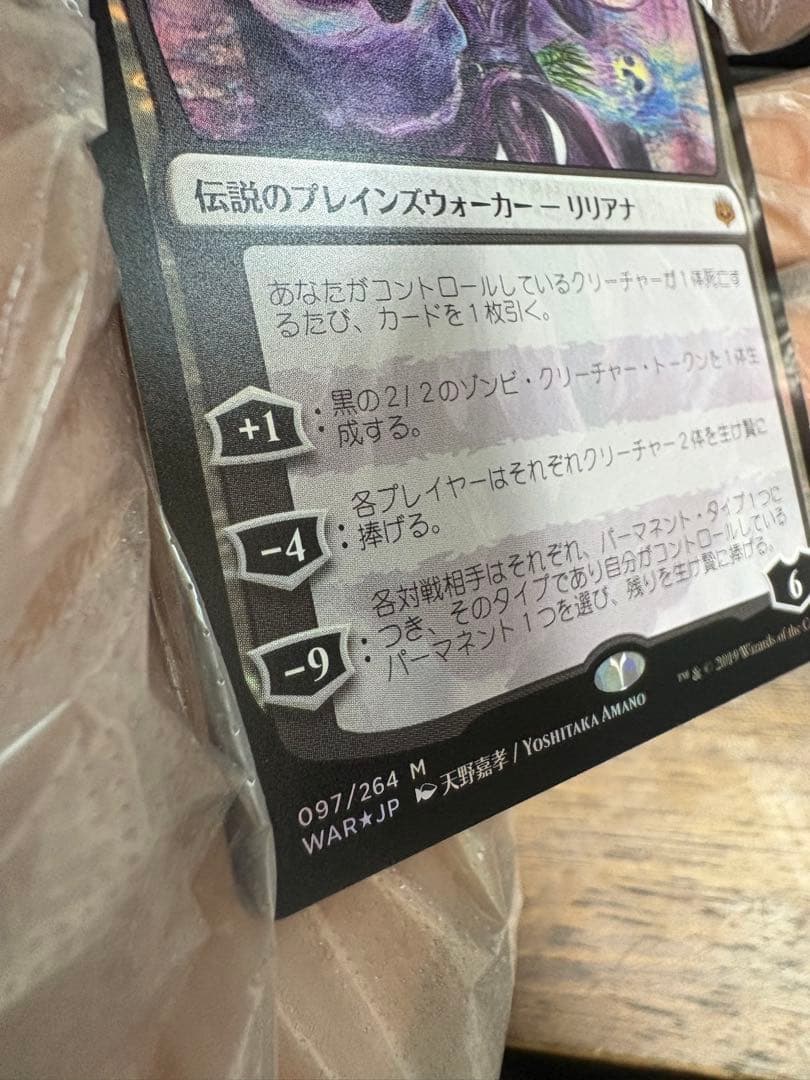 伝説のプレインズウォーカー — リリアナ
あなたがコントロールしているクリーチャーが1体死亡す
るたび、カードを1枚引く。
+1 : 黒の2/2のゾンビ・クリーチャー・トークンを1体生
成する。
-4 : 各プレイヤーはそれぞれクリーチャー2体を生け贄に
捧げる。
-9 : 各対戦相手はそれぞれ、パーマネント・タイプ1つに
つき、そのタイプであり自分がコントロールしている
パーマネント1つを選び、残りを生け贄に捧げる。
6
097/264 M
WAR★JP 天野嘉孝 / YOSHITAKA AMANO
™ & © 2019 Wizards of the C